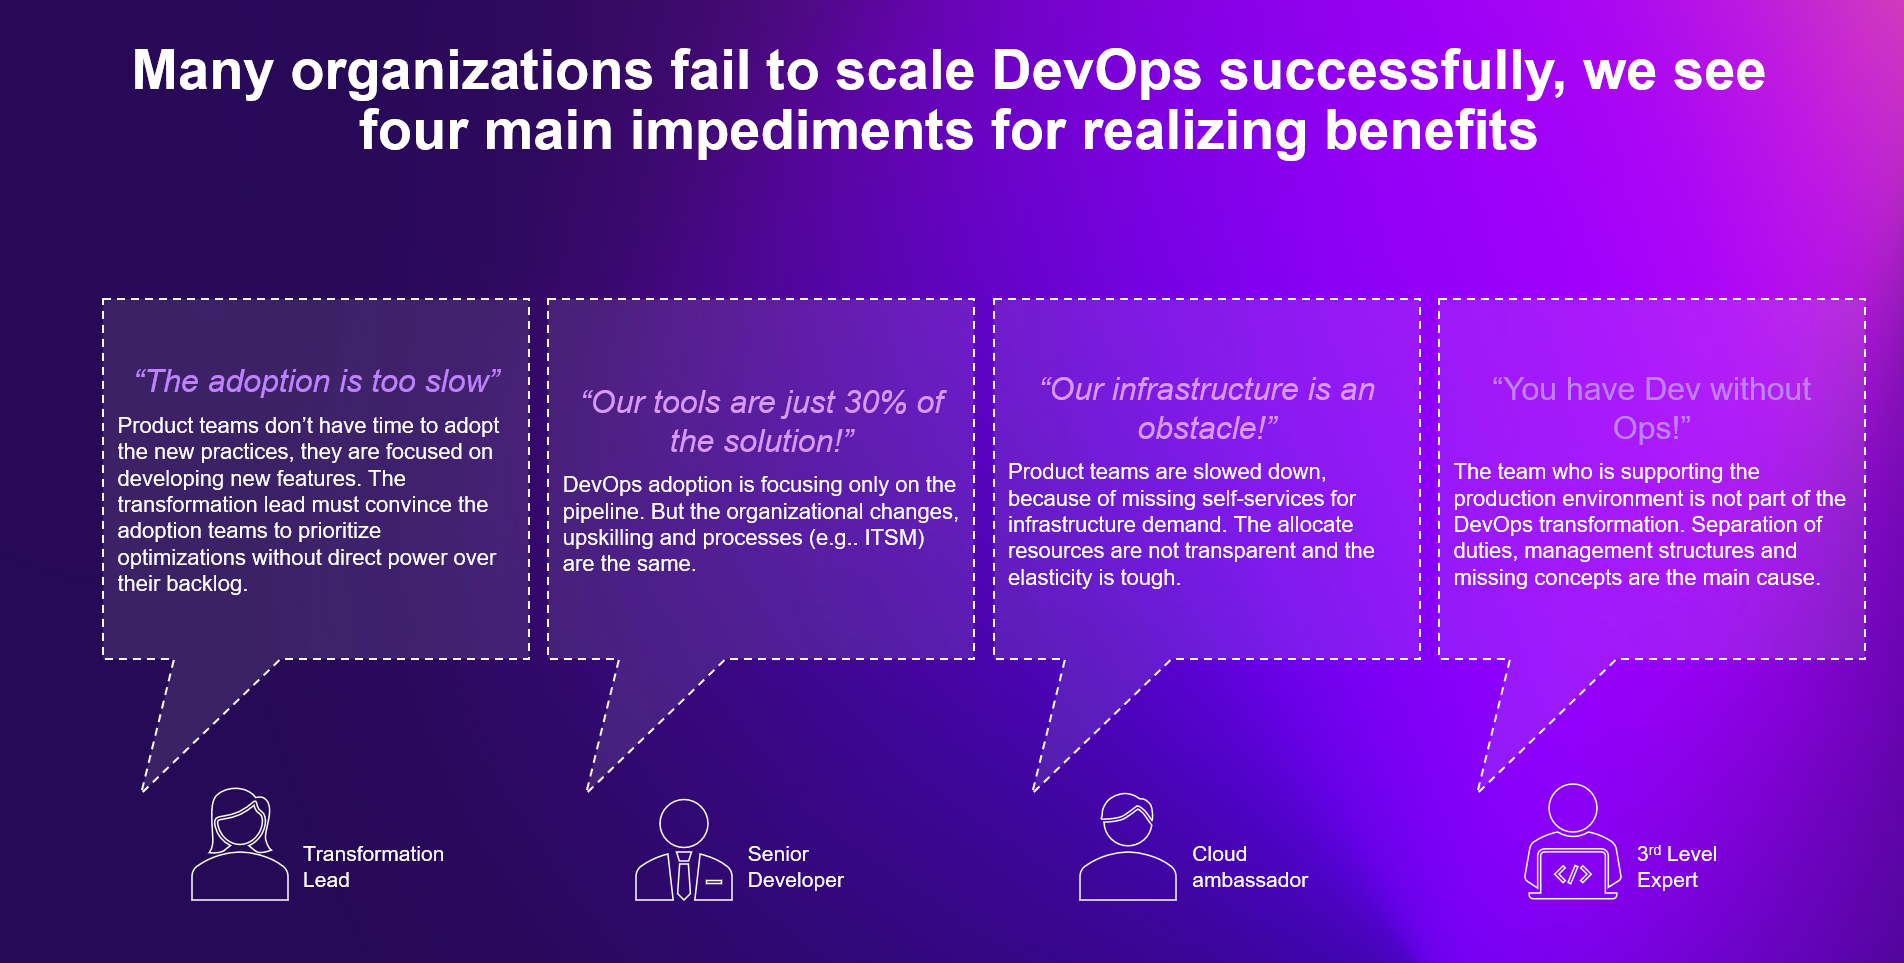 Many organizations fail to scale DevOps successfully, we see
four main impediments for realizing benefits
“The adoption is too slow”
Product teams don’t have time to adopt
the new practices, they are focused on
developing new features. The
transformation lead must convince the
adoption teams to prioritize
optimizations without direct power over
their backlog.
“Our tools are just 30% of
the solution!”
DevOps adoption is focusing only on the
pipeline. But the organizational changes,
upskilling and processes (e.g.. ITSM)
are the same.
“Our infrastructure is an
obstacle!”
Product teams are slowed down,
because of missing self-services for
infrastructure demand. The allocate
resources are not transparent and the
elasticity is tough.
“You have Dev without
Ops!”
The team who is supporting the
production environment is not part of the
DevOps transformation. Separation of
duties, management structures and
missing concepts are the main cause.
Transformation
Lead
Senior
Developer
Cloud
ambassador
</>
3rd Level
Expert